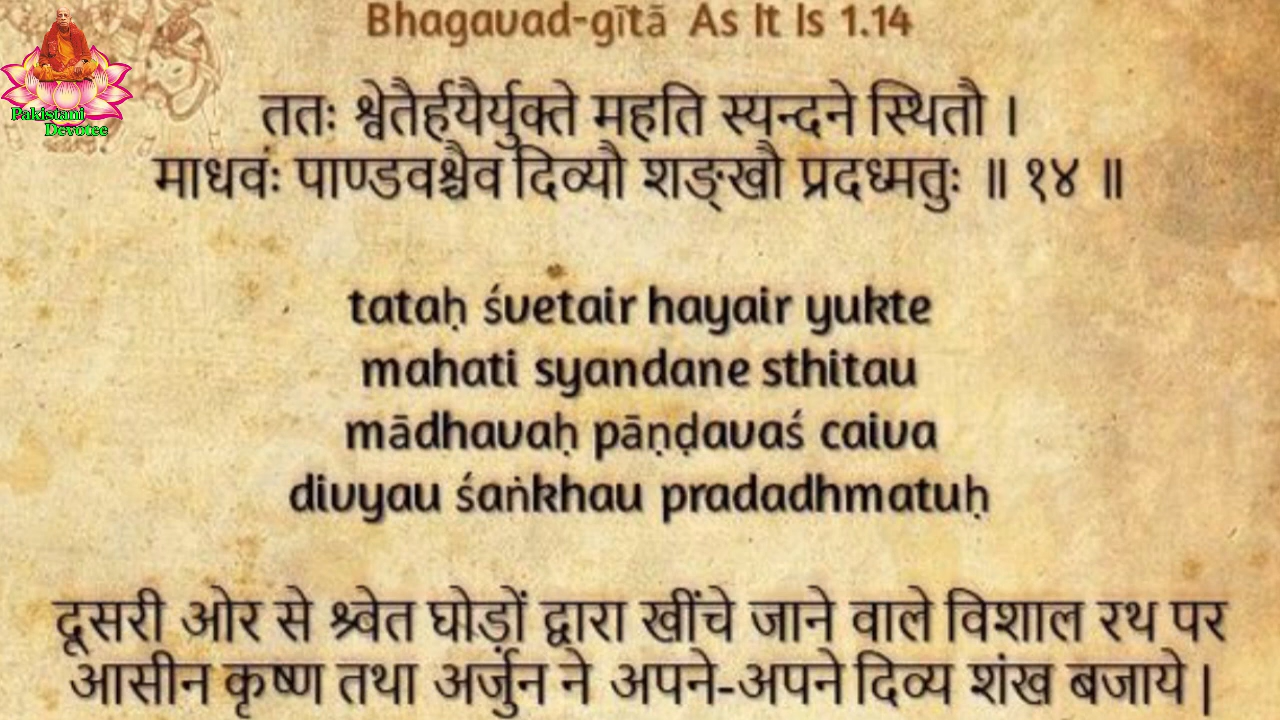 Bhagavad-gītā As It Is 1.14
Pakistani
Devotee
ततः श्वेतैर्हयैर्युक्ते महति स्यन्दने स्थितौ ।
माधवः पाण्डवश्चैव दिव्यौ शङ्खौ प्रदध्मतुः ॥ १४ ॥
tataḥ śvetair hayair yukte
mahati syandane sthitau
mādhavaḥ pāṇḍavaś caiva
divyau śaṅkhau pradadhmatuḥ
दूसरी ओर से श्र्वेत घोड़ों द्वारा खींचे जाने वाले विशाल रथ पर
आसीन कृष्ण तथा अर्जुन ने अपने-अपने दिव्य शंख बजाये |